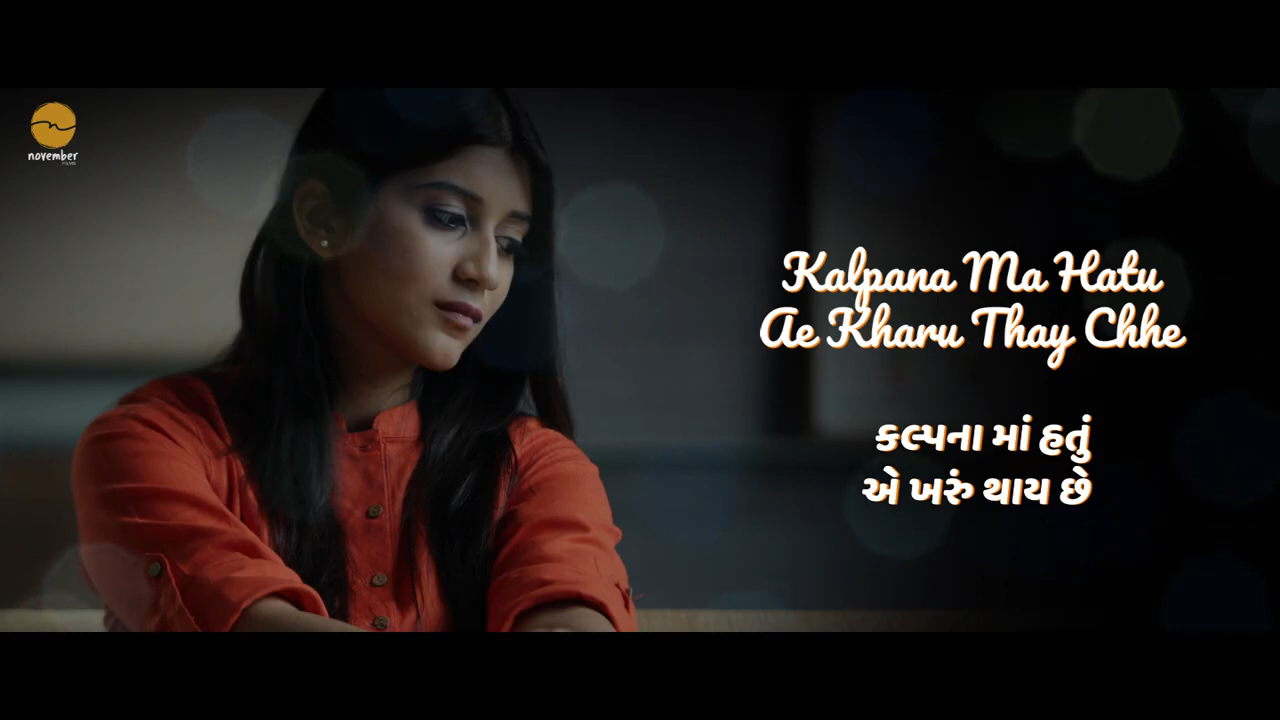 november
Kalpana Ma Hatu
Ae Kharu Thay Chhe
કલ્પના માં હતું
એ ખરું થાય છે